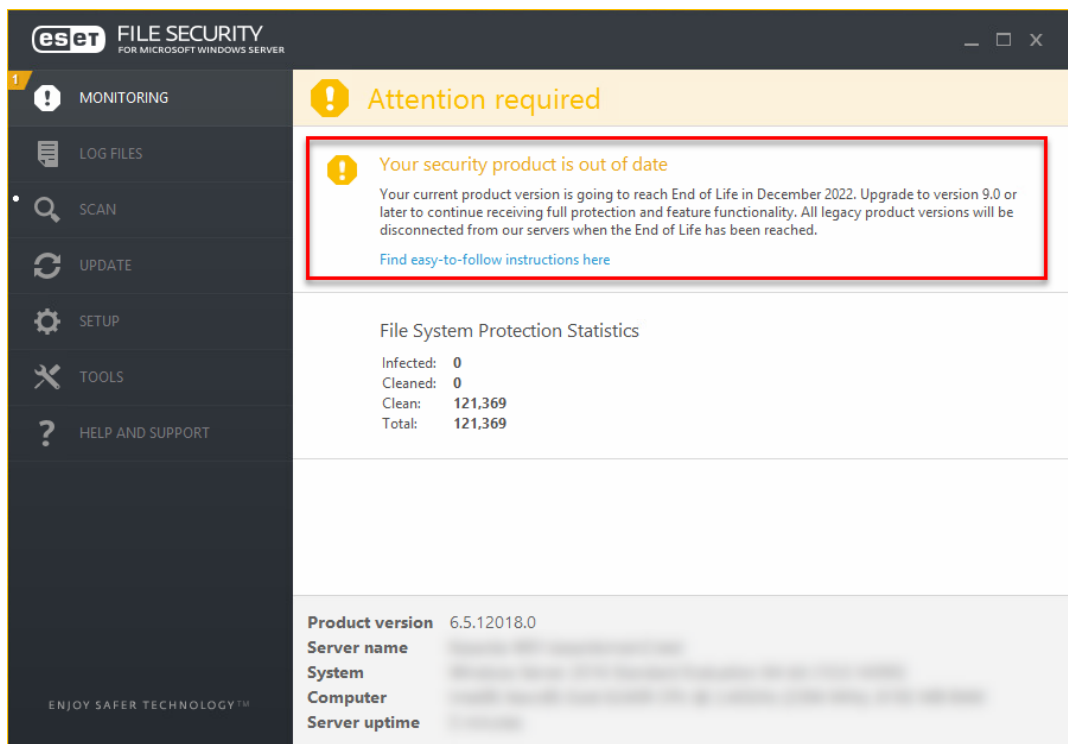 eset FILE SECURITY
FOR MICROSOFT WINDOWS SERVER
1
MONITORING
LOG FILES
SCAN
UPDATE
SETUP
TOOLS
HELP AND SUPPORT
ENJOY SAFER TECHNOLOGY™
Attention required
Your security product is out of date
Your current product version is going to reach End of Life in December 2022. Upgrade to version 9.0 or
later to continue receiving full protection and feature functionality. All legacy product versions will be
disconnected from our servers when the End of Life has been reached.
Find easy-to-follow instructions here
File System Protection Statistics
Infected: 0
Cleaned: 0
Clean: 121,369
Total: 121,369
Product version 6.5.12018.0
Server name
System
Computer
Server uptime